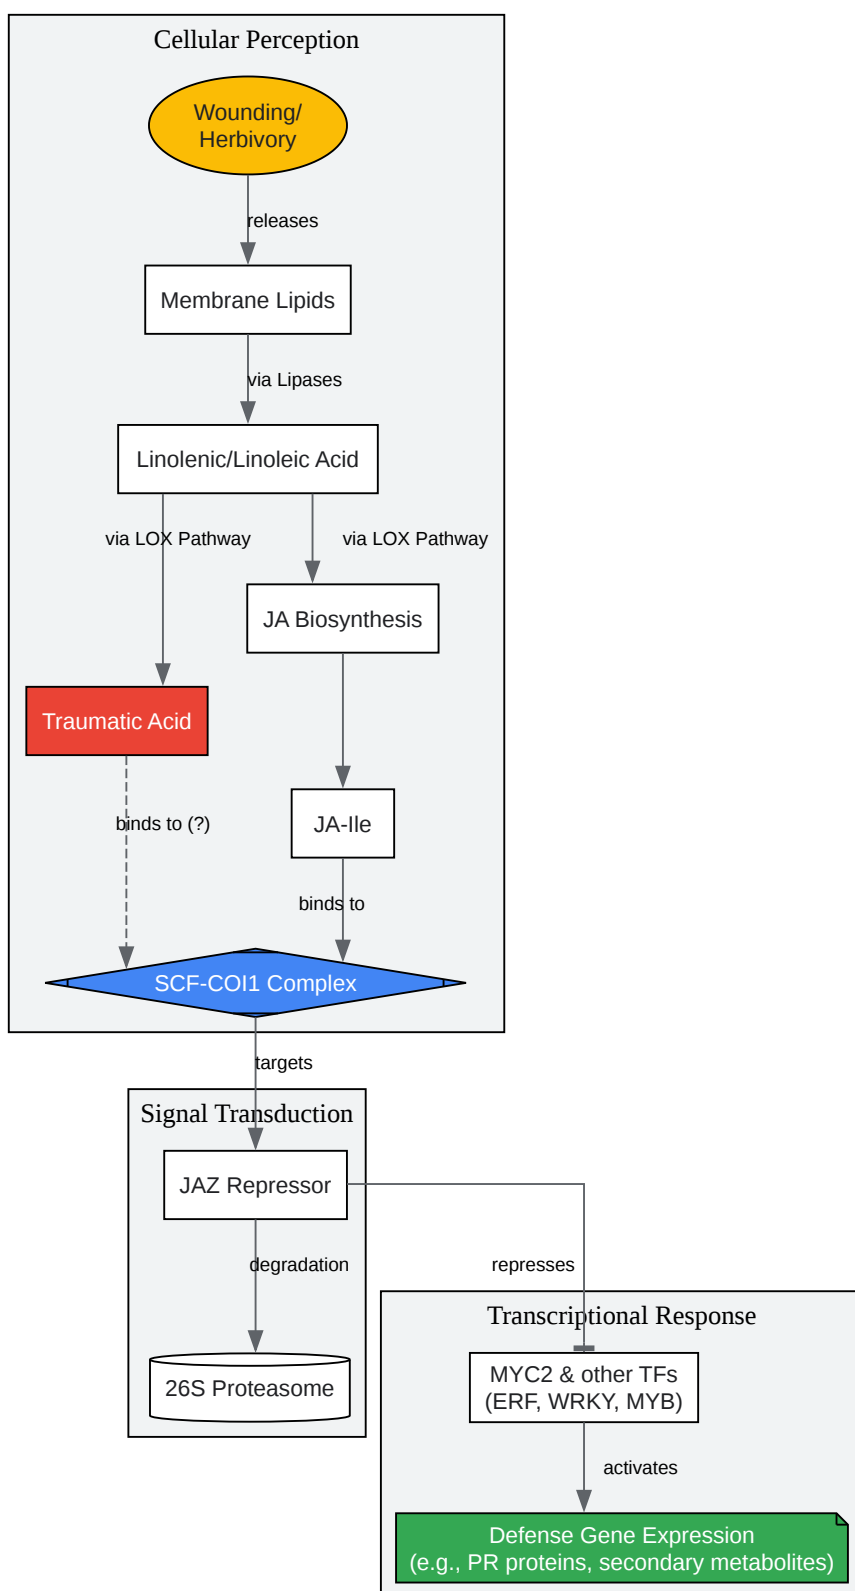 Cellular Perception
Wounding/
Herbivory
releases
Membrane Lipids
via Lipases
Linolenic/Linoleic Acid
via LOX Pathway
via LOX Pathway
JA Biosynthesis
Traumatic Acid
binds to (?)
JA-Ile
binds to
SCF-COI1 Complex
targets
Signal Transduction
JAZ Repressor
degradation
represses
26S Proteasome
Transcriptional Response
MYC2 & other TFs
(ERF, WRKY, MYB)
activates
Defense Gene Expression
(e.g., PR proteins, secondary metabolites)